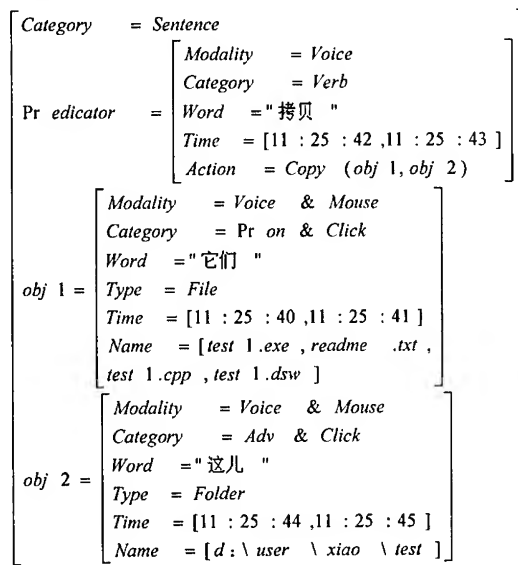 Category = Sentence
Modality = Voice
Category = Verb
Pr edicator = Word ="拷贝 "
Time = [11 : 25 : 42 ,11 : 25 : 43 ]
Action = Copy (obj 1, obj 2 )
Modality = Voice & Mouse
Category = Pr on & Click
Word ="它们 "
obj 1 = Type = File
Time = [11 : 25 : 40 ,11 : 25 : 41 ]
Name = [test 1 .exe , readme .txt ,
test 1 .cpp , test 1 .dsw ]
Modality = Voice & Mouse
Category = Adv & Click
Word ="这儿 "
obj 2 = Type = Folder
Time = [11 : 25 : 44 ,11 : 25 : 45 ]
Name = [d : \ user \ xiao \ test ]